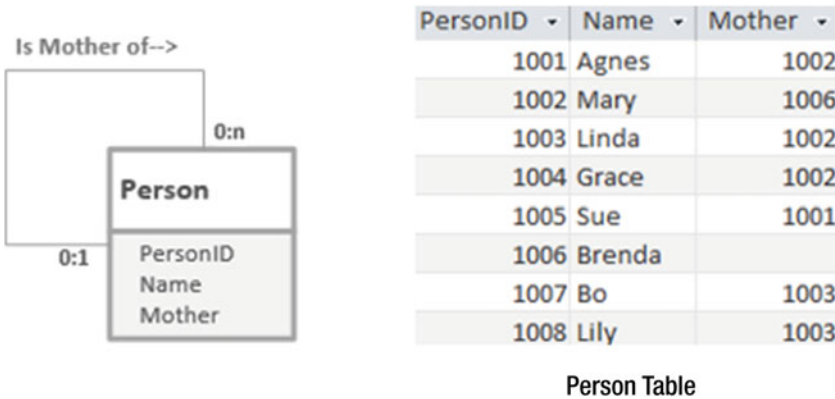 Is Mother of-->
0:n
Person
0:1
PersonID
Name
Mother
PersonID Name Mother
1001 Agnes 1002
1002 Mary 1006
1003 Linda 1002
1004 Grace 1002
1005 Sue 1001
1006 Brenda
1007 Bo 1003
1008 Lily 1003
Person Table